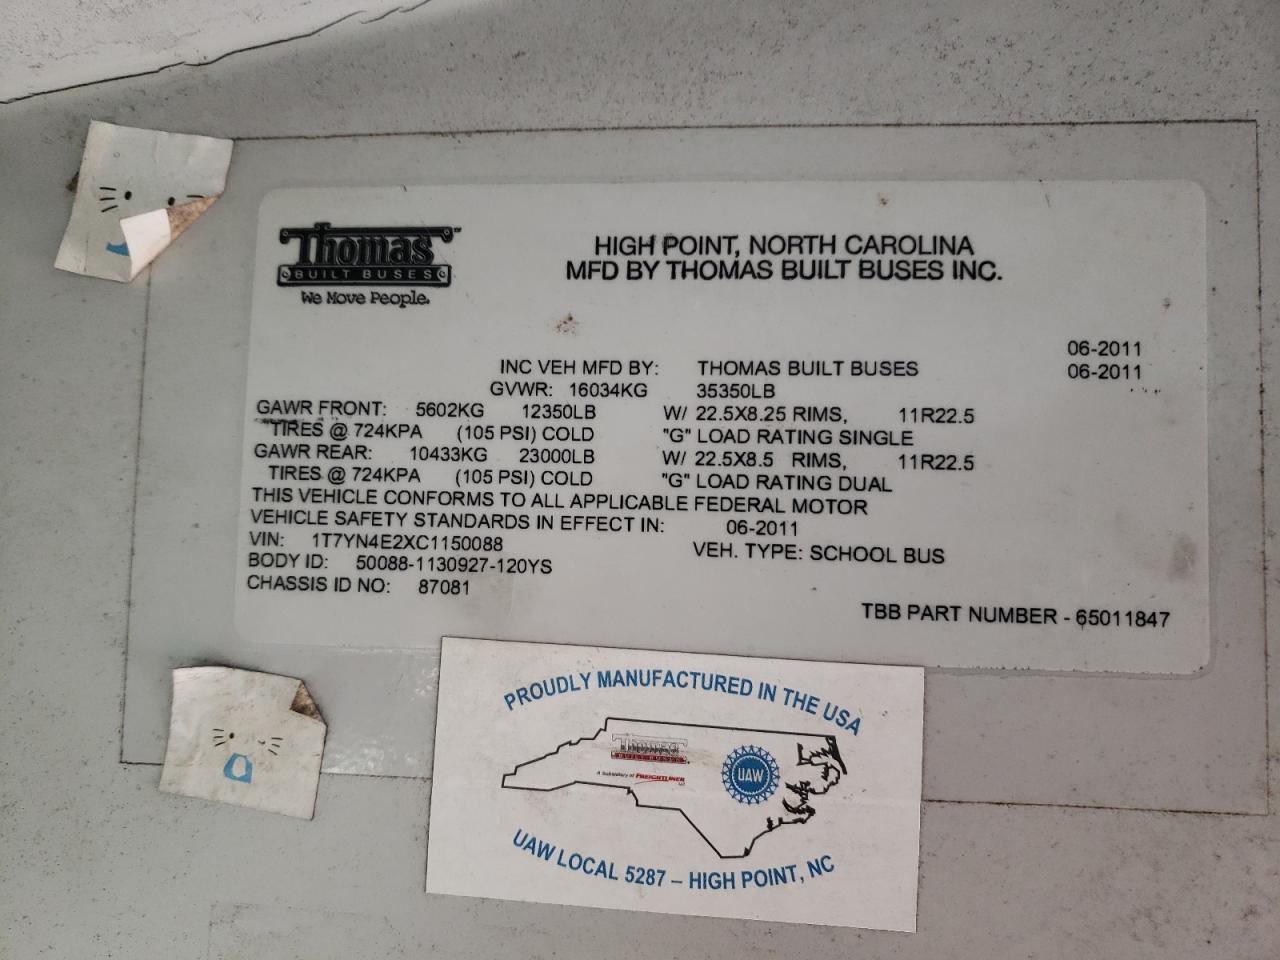 Thomas
BUILT BUSES
We Move People.
HIGH POINT, NORTH CAROLINA
MFD BY THOMAS BUILT BUSES INC.
06-2011
INC VEH MFD BY: THOMAS BUILT BUSES 06-2011
GVWR: 16034KG 35350LB
GAWR FRONT: 5602KG 12350LB W/ 22.5X8.25 RIMS, 11R22.5
TIRES @ 724KPA (105 PSI) COLD "G" LOAD RATING SINGLE
GAWR REAR: 10433KG 23000LB W/ 22.5X8.5 RIMS, 11R22.5
TIRES @ 724KPA (105 PSI) COLD "G" LOAD RATING DUAL
THIS VEHICLE CONFORMS TO ALL APPLICABLE FEDERAL MOTOR
VEHICLE SAFETY STANDARDS IN EFFECT IN: 06-2011
VIN: 1T7YN4E2XC1150088 VEH. TYPE: SCHOOL BUS
BODY ID: 50088-1130927-120YS
CHASSIS ID NO: 87081
TBB PART NUMBER - 65011847
PROUDLY MANUFACTURED IN THE USA
Thomas
BUILT BUSES
A Subsidiary of FREIGHTLINER
UAW
UAW LOCAL 5287 – HIGH POINT, NC